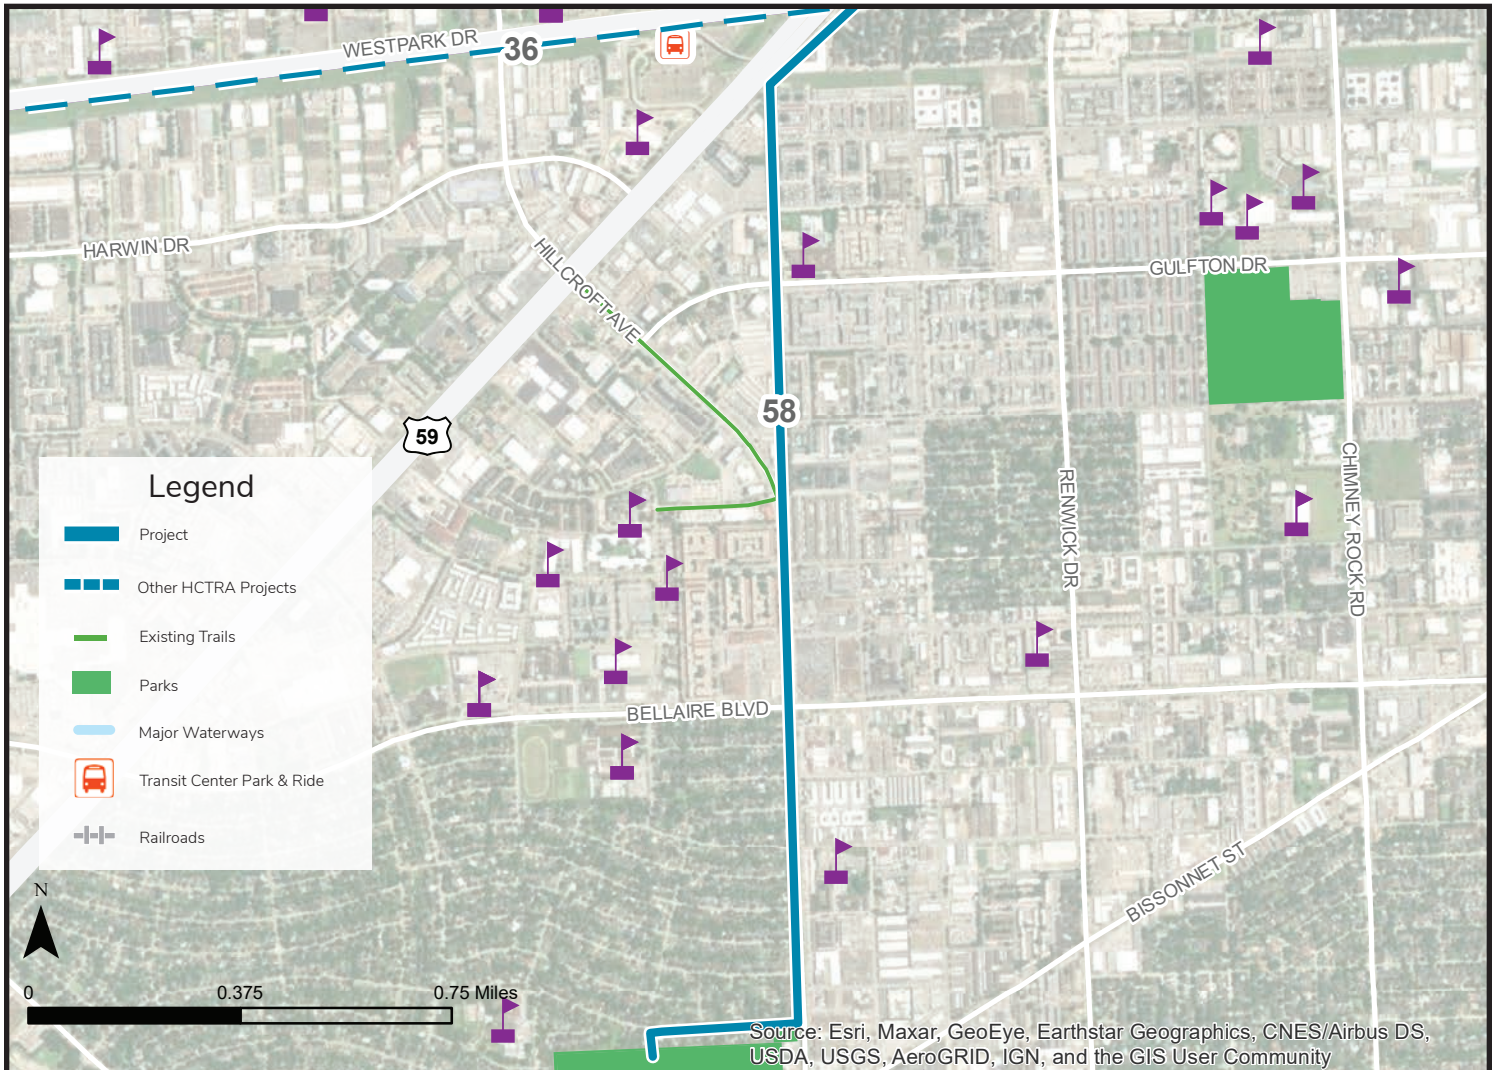 WESTPARK DR
36
HARWIN DR
HILLCROFT AVE
GULFTON DR
58
59
RENWICK DR
CHIMNEY ROCK RD
BELLAIRE BLVD
BISSONNET ST
Legend
Project
Other HCTRA Projects
Existing Trails
Parks
Major Waterways
Transit Center Park & Ride
Railroads
N
0 0.375 0.75 Miles
Source: Esri, Maxar, GeoEye, Earthstar Geographics, CNES/Airbus DS,
USDA, USGS, AeroGRID, IGN, and the GIS User Community